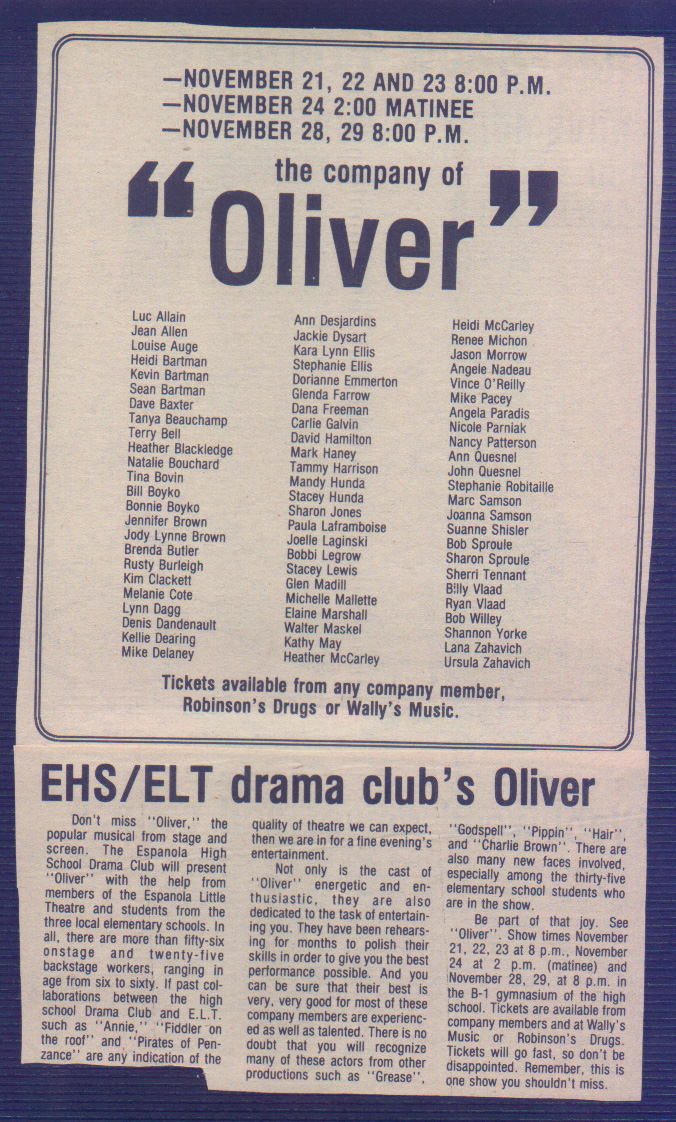 —NOVEMBER 21, 22 AND 23 8:00 P.M.
—NOVEMBER 24 2:00 MATINEE
—NOVEMBER 28, 29 8:00 P.M.
the company of
"Oliver"
Luc Allain
Jean Allen
Louise Auge
Heidi Bartman
Kevin Bartman
Sean Bartman
Dave Baxter
Tanya Beauchamp
Terry Bell
Heather Blackledge
Natalie Bouchard
Tina Bovin
Bill Boyko
Bonnie Boyko
Jennifer Brown
Jody Lynne Brown
Brenda Butler
Rusty Burleigh
Kim Clackett
Melanie Cote
Lynn Dagg
Denis Dandenault
Kellie Dearing
Mike Delaney
Ann Desjardins
Jackie Dysart
Kara Lynn Ellis
Stephanie Ellis
Dorianne Emmerton
Glenda Farrow
Dana Freeman
Carlie Galvin
David Hamilton
Mark Haney
Tammy Harrison
Mandy Hunda
Stacey Hunda
Sharon Jones
Paula Laframboise
Joelle Laginski
Bobbi Legrow
Stacey Lewis
Glen Madill
Michelle Mallette
Elaine Marshall
Walter Maskel
Kathy May
Heather McCarley
Heidi McCarley
Renee Michon
Jason Morrow
Angele Nadeau
Vince O'Reilly
Mike Pacey
Angela Paradis
Nicole Parniak
Nancy Patterson
Ann Quesnel
John Quesnel
Stephanie Robitaille
Marc Samson
Joanna Samson
Suanne Shisler
Bob Sproule
Sharon Sproule
Sherri Tennant
Billy Vlaad
Ryan Vlaad
Bob Willey
Shannon Yorke
Lana Zahavich
Ursula Zahavich
Tickets available from any company member,
Robinson's Drugs or Wally's Music.
EHS/ELT drama club's Oliver
Don't miss "Oliver," the
popular musical from stage and
screen. The Espanola High
School Drama Club will present
"Oliver" with the help from
members of the Espanola Little
Theatre and students from the
three local elementary schools. In
all, there are more than fifty-six
onstage and twenty-five
backstage workers, ranging in
age from six to sixty. If past col-
laborations between the high
school Drama Club and E.L.T.
such as "Annie," "Fiddler on
the roof" and "Pirates of Pen-
zance" are any indication of the
quality of theatre we can expect,
then we are in for a fine evening's
entertainment.
Not only is the cast of
"Oliver" energetic and en-
thusiastic, they are also
dedicated to the task of entertain-
ing you. They have been rehears-
ing for months to polish their
skills in order to give you the best
performance possible. And you
can be sure that their best is
very, very good for most of these
company members are experienc-
ed as well as talented. There is no
doubt that you will recognize
many of these actors from other
productions such as "Grease",
"Godspell", "Pippin", "Hair",
and "Charlie Brown". There are
also many new faces involved,
especially among the thirty-five
elementary school students who
are in the show.
Be part of that joy. See
"Oliver". Show times November
21, 22, 23 at 8 p.m., November
24 at 2 p.m. (matinee) and
November 28, 29, at 8 p.m. in
the B-1 gymnasium of the high
school. Tickets are available from
company members and at Wally's
Music or Robinson's Drugs.
Tickets will go fast, so don't be
disappointed. Remember, this is
one show you shouldn't miss.